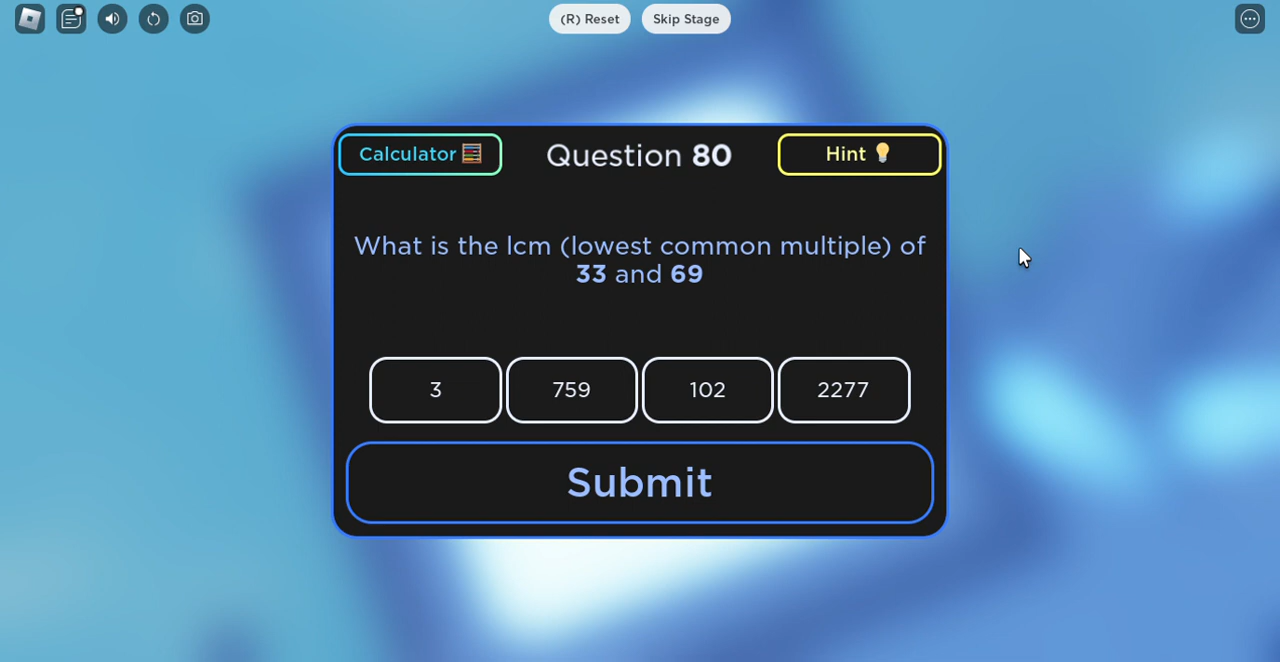 (R) Reset
Skip Stage
Calculator 🧮
Question 80
Hint 💡
What is the lcm (lowest common multiple) of
33 and 69
3
759
102
2277
Submit